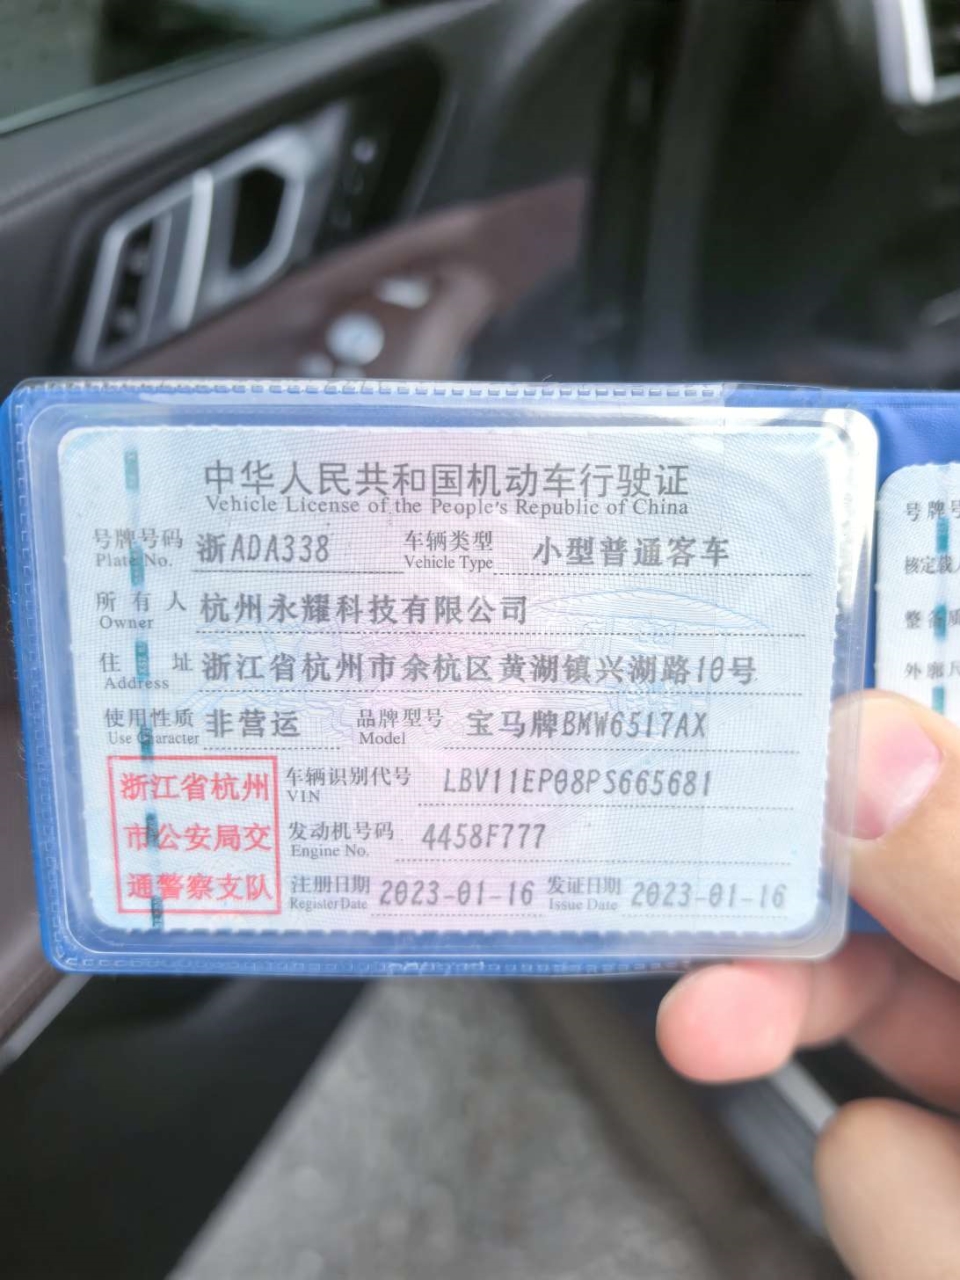 中华人民共和国机动车行驶证
Vehicle License of the People's Republic of China
号牌号码 浙ADA338 车辆类型 小型普通客车
Plate No. Vehicle Type
所有人 杭州永耀科技有限公司
Owner
住址 浙江省杭州市余杭区黄湖镇兴湖路10号
Address
使用性质 非营运 品牌型号 宝马牌BMW6517AX
Use Character Model
浙江省杭州
市公安局交
通警察支队
车辆识别代号 LBV11EP08PS665681
VIN
发动机号码 4458F777
Engine No.
注册日期 2023-01-16 发证日期 2023-01-16
Register Date Issue Date
号牌号
核定载人
整备质
外廓尺